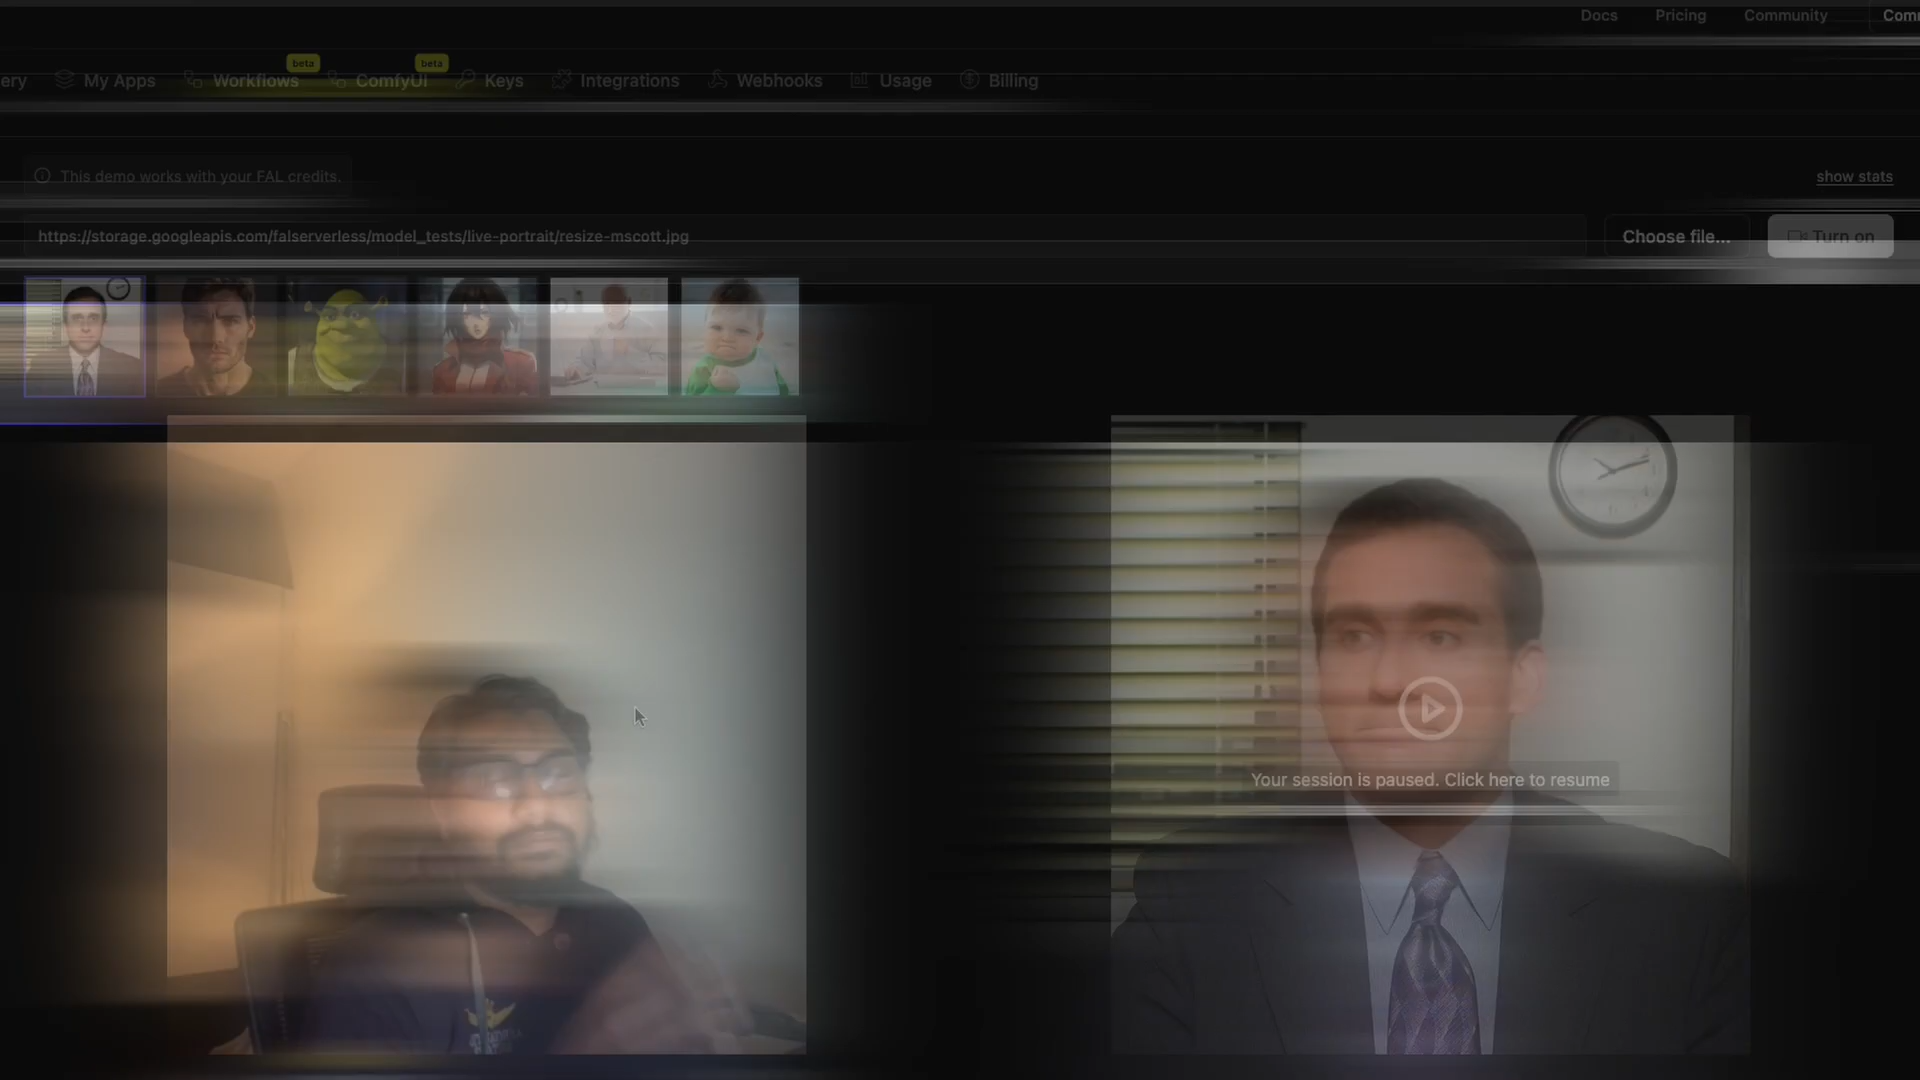 Docs Pricing Community Com
ery My Apps Workflows beta ComfyUI beta Keys Integrations Webhooks Usage Billing
This demo works with your FAL credits.
show stats
https://storage.googleapis.com/falserverless/model_tests/live-portrait/resize-mscott.jpg
Choose file... Turn on
Your session is paused. Click here to resume